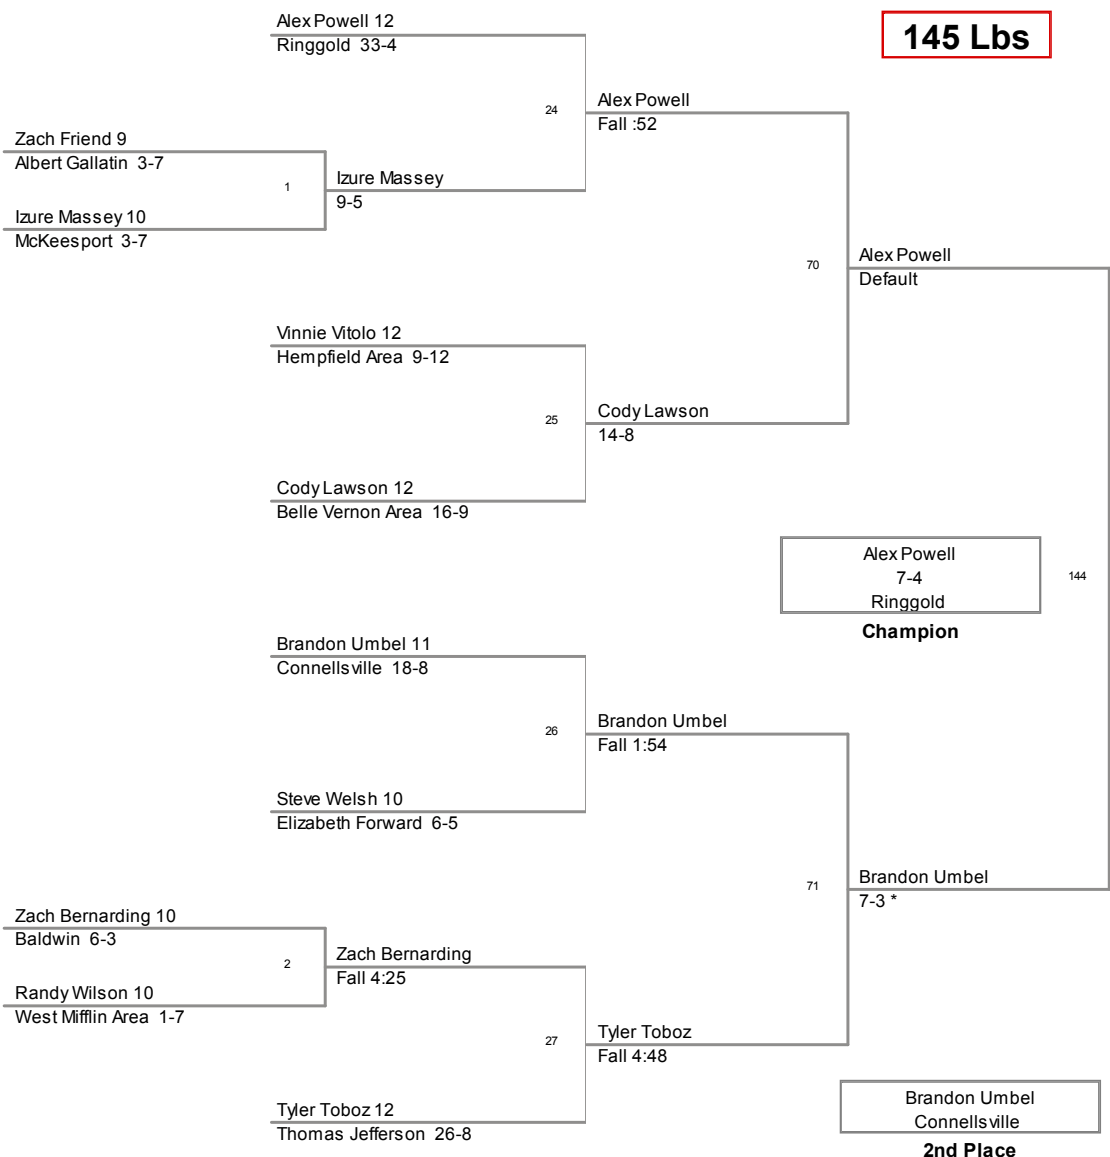 Alex Powell 12
Ringgold 33-4
145 Lbs
24
Alex Powell
Fall :52
Zach Friend 9
Albert Gallatin 3-7
1
Izure Massey
9-5
Izure Massey 10
McKeesport 3-7
70
Alex Powell
Default
Vinnie Vitolo 12
Hempfield Area 9-12
25
Cody Lawson
14-8
Cody Lawson 12
Belle Vernon Area 16-9
Alex Powell
7-4
Ringgold
Champion
144
Brandon Umbel 11
Connellsville 18-8
26
Brandon Umbel
Fall 1:54
Steve Welsh 10
Elizabeth Forward 6-5
71
Brandon Umbel
7-3 *
Zach Bernarding 10
Baldwin 6-3
2
Zach Bernarding
Fall 4:25
Randy Wilson 10
West Mifflin Area 1-7
27
Tyler Toboz
Fall 4:48
Tyler Toboz 12
Thomas Jefferson 26-8
Brandon Umbel
Connellsville
2nd Place